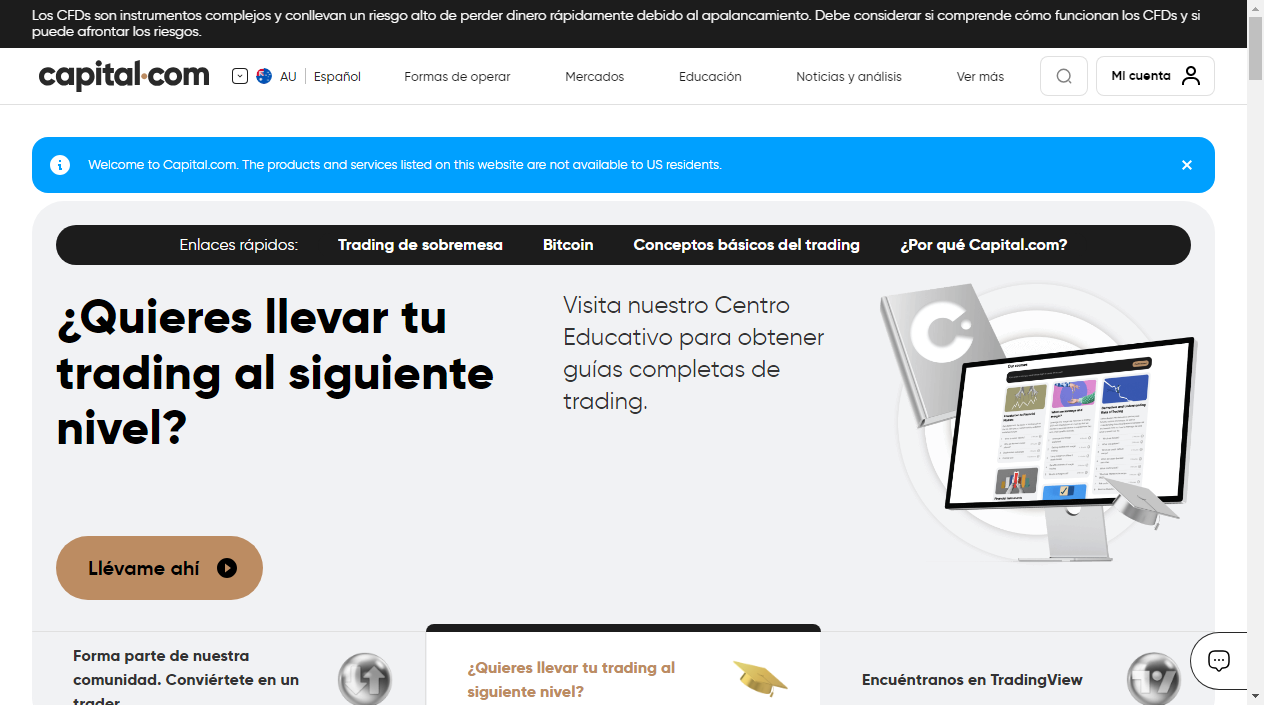 Los CFDs son instrumentos complejos y conllevan un riesgo alto de perder dinero rápidamente debido al apalancamiento. Debe considerar si comprende cómo funcionan los CFDs y si
puede afrontar los riesgos.
capital.com
AU
Español
Formas de operar
Mercados
Educación
Noticias y análisis
Ver más
Mi cuenta
Welcome to Capital.com. The products and services listed on this website are not available to US residents.
Enlaces rápidos:
Trading de sobremesa
Bitcoin
Conceptos básicos del trading
¿Por qué Capital.com?
¿Quieres llevar tu
trading al siguiente
nivel?
Visita nuestro Centro
Educativo para obtener
guías completas de
trading.
Our courses
Llévame ahí
Forma parte de nuestra
comunidad. Conviértete en un
trader
¿Quieres llevar tu trading al
siguiente nivel?
Encuéntranos en TradingView